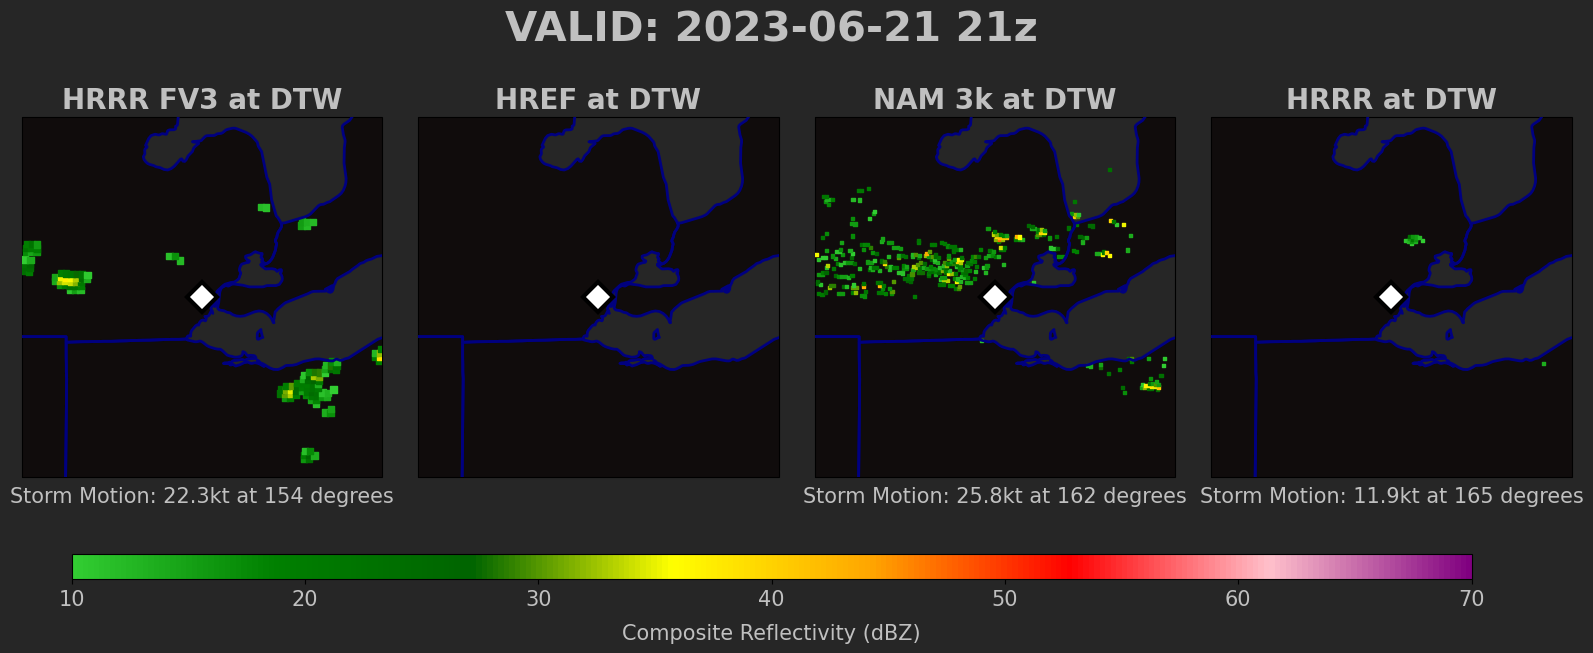 VALID: 2023-06-21 21z
HRRR FV3 at DTW
HREF at DTW
NAM 3k at DTW
HRRR at DTW
Storm Motion: 22.3kt at 154 degrees
Storm Motion: 25.8kt at 162 degrees
Storm Motion: 11.9kt at 165 degrees
10 20 30 40 50 60 70
Composite Reflectivity (dBZ)